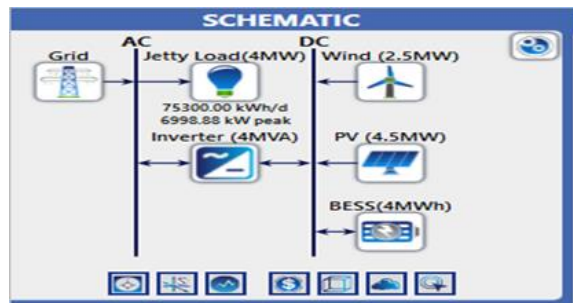 SCHEMATIC
AC DC
Grid Jetty Load(4MW) Wind (2.5MW)
75300.00 kWh/d
6998.88 kW peak
Inverter (4MVA) PV (4.5MW)
BESS(4MWh)